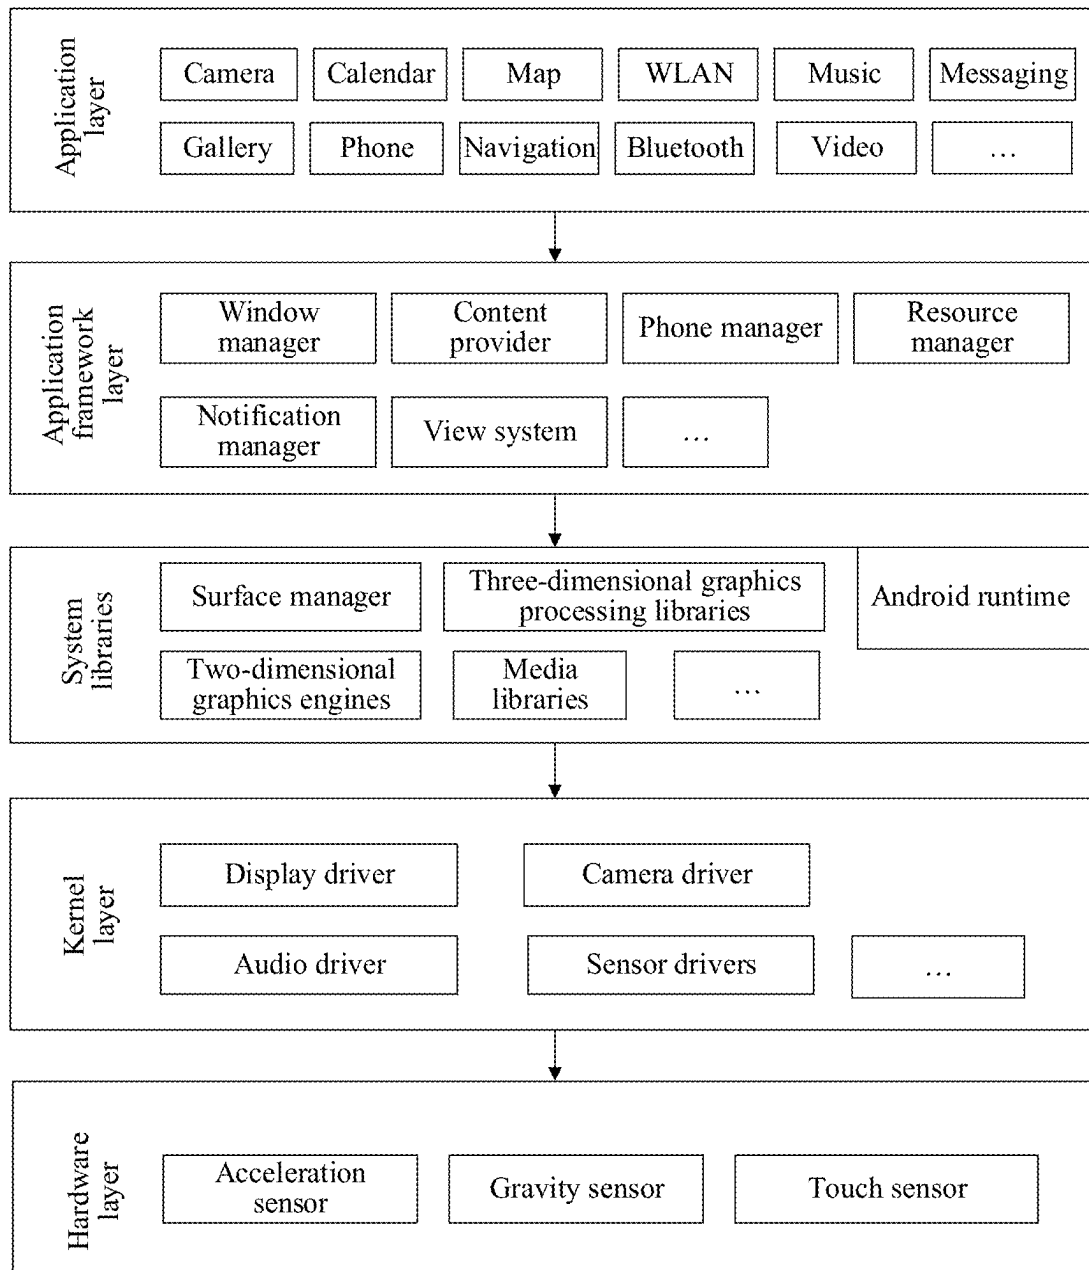 Application
layer
Camera
Calendar
Map
WLAN
Music
Messaging
Gallery
Phone
Navigation
Bluetooth
Video
…
Application
framework
layer
Window
manager
Content
provider
Phone manager
Resource
manager
Notification
manager
View system
…
System
libraries
Surface manager
Three-dimensional graphics
processing libraries
Android runtime
Two-dimensional
graphics engines
Media
libraries
…
Kernel
layer
Display driver
Camera driver
Audio driver
Sensor drivers
…
Hardware
layer
Acceleration
sensor
Gravity sensor
Touch sensor